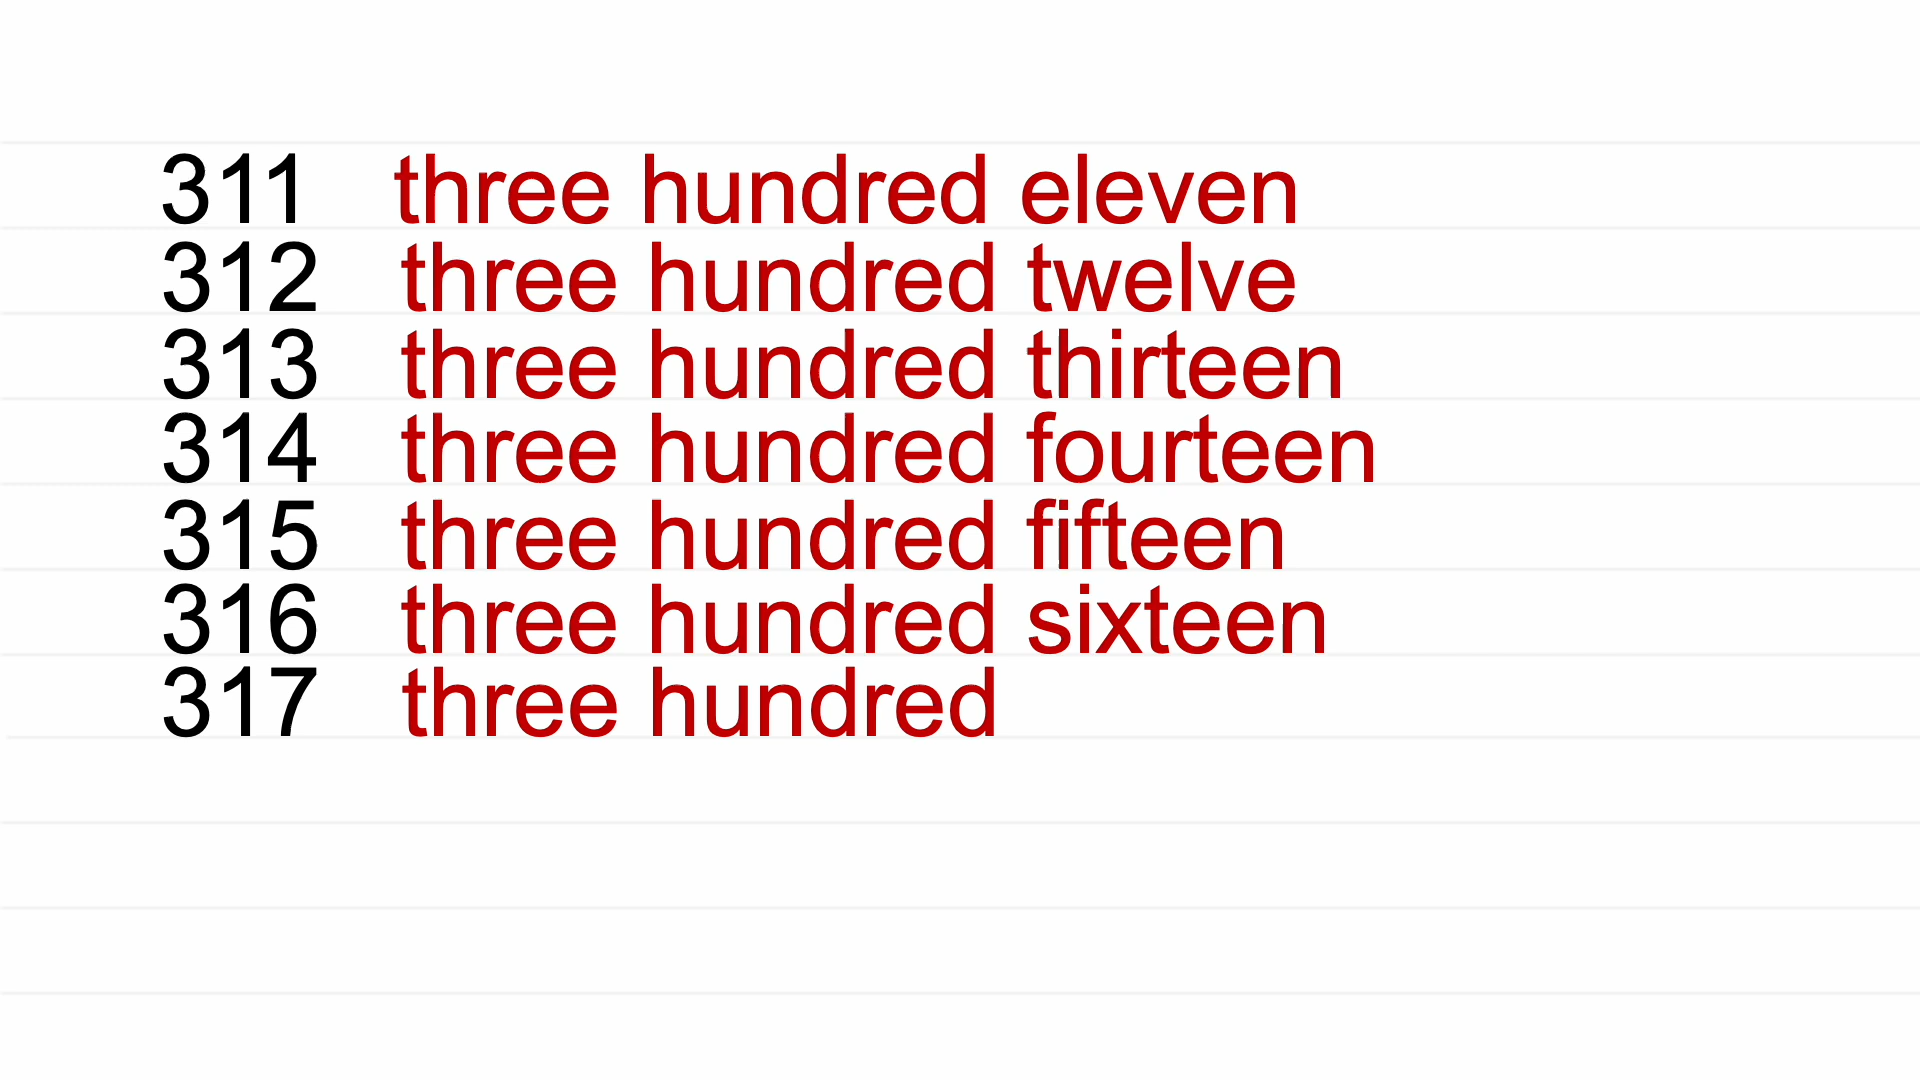 311 three hundred eleven
312 three hundred twelve
313 three hundred thirteen
314 three hundred fourteen
315 three hundred fifteen
316 three hundred sixteen
317 three hundred